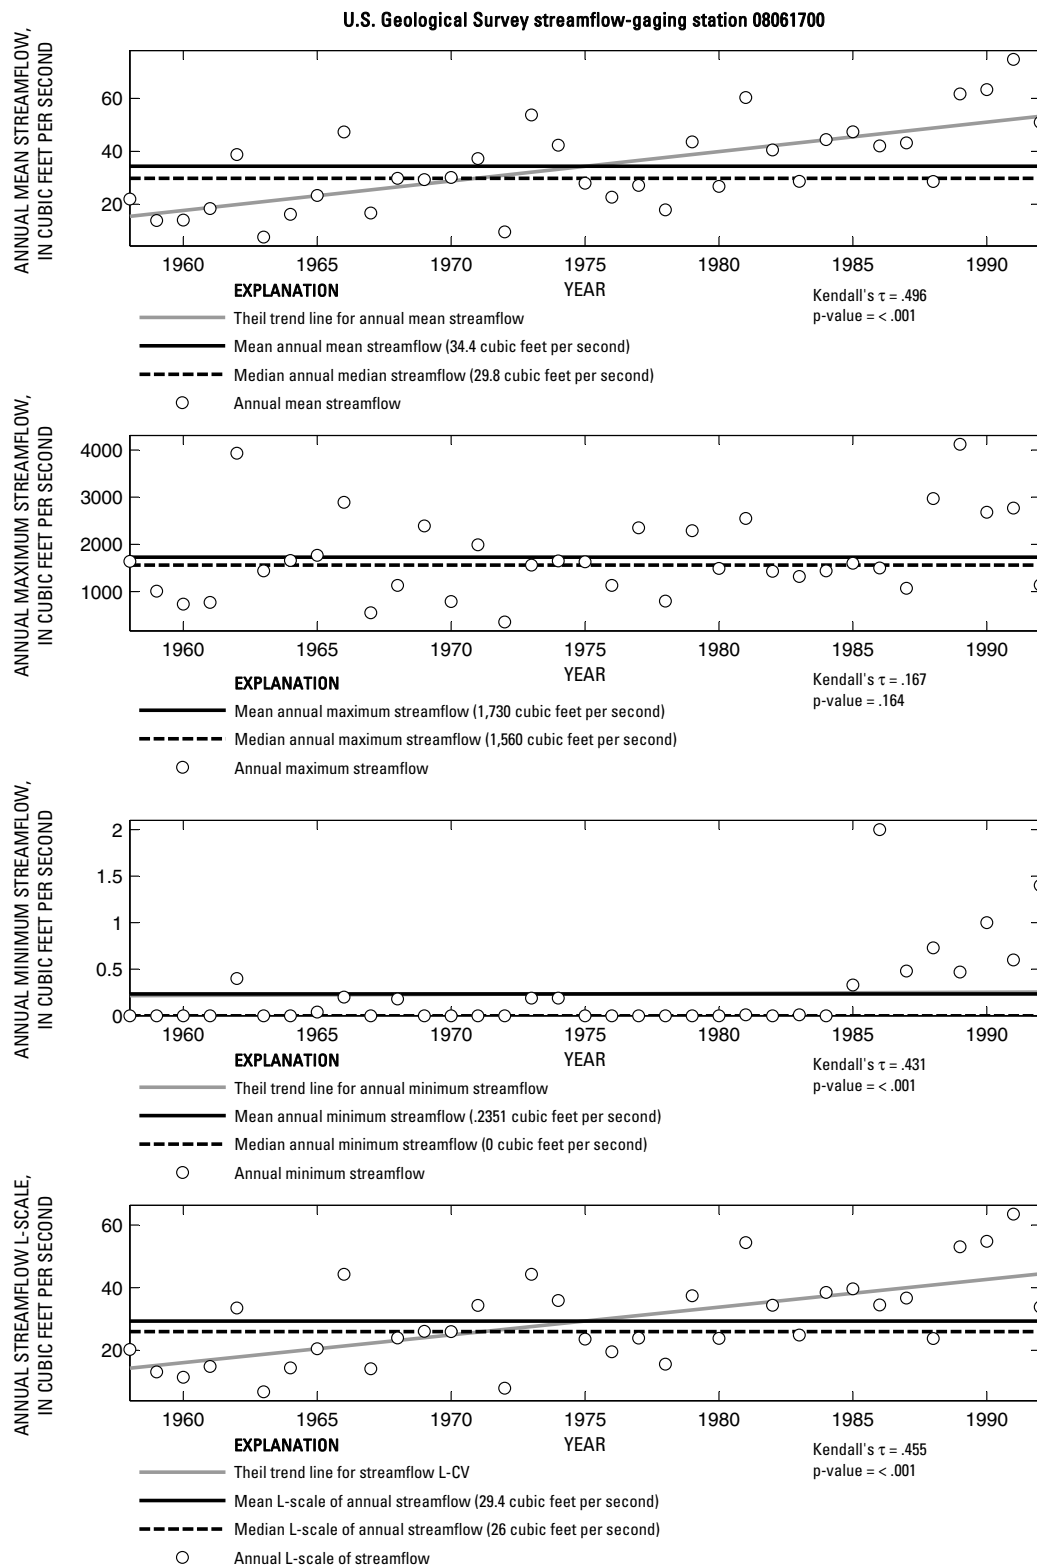 U.S. Geological Survey streamflow-gaging station 08061700
ANNUAL MEAN STREAMFLOW,
IN CUBIC FEET PER SECOND
60
40
20
1960 1965 1970 1975 1980 1985 1990
YEAR
Kendall's τ = .496
p-value = < .001
EXPLANATION
Theil trend line for annual mean streamflow
Mean annual mean streamflow (34.4 cubic feet per second)
Median annual median streamflow (29.8 cubic feet per second)
Annual mean streamflow
ANNUAL MAXIMUM STREAMFLOW,
IN CUBIC FEET PER SECOND
4000
3000
2000
1000
1960 1965 1970 1975 1980 1985 1990
YEAR
Kendall's τ = .167
p-value = .164
EXPLANATION
Mean annual maximum streamflow (1,730 cubic feet per second)
Median annual maximum streamflow (1,560 cubic feet per second)
Annual maximum streamflow
ANNUAL MINIMUM STREAMFLOW,
IN CUBIC FEET PER SECOND
2
1.5
1
0.5
0
1960 1965 1970 1975 1980 1985 1990
YEAR
Kendall's τ = .431
p-value = < .001
EXPLANATION
Theil trend line for annual minimum streamflow
Mean annual minimum streamflow (.2351 cubic feet per second)
Median annual minimum streamflow (0 cubic feet per second)
Annual minimum streamflow
ANNUAL STREAMFLOW L-SCALE,
IN CUBIC FEET PER SECOND
60
40
20
1960 1965 1970 1975 1980 1985 1990
YEAR
Kendall's τ = .455
p-value = < .001
EXPLANATION
Theil trend line for streamflow L-CV
Mean L-scale of annual streamflow (29.4 cubic feet per second)
Median L-scale of annual streamflow (26 cubic feet per second)
Annual L-scale of streamflow